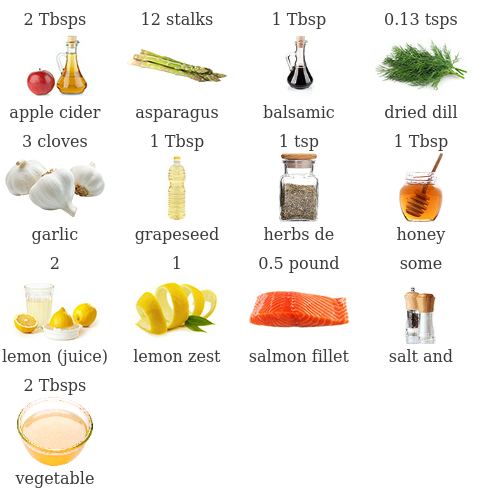 2 Tbsps 12 stalks 1 Tbsp 0.13 tsps
apple cider asparagus balsamic dried dill
3 cloves 1 Tbsp 1 tsp 1 Tbsp
garlic grapeseed herbs de honey
2 1 0.5 pound some
lemon (juice) lemon zest salmon fillet salt and
2 Tbsps
vegetable